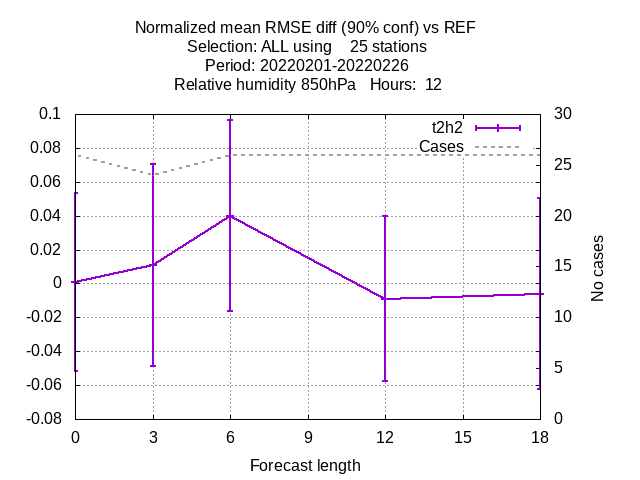 Normalized mean RMSE diff (90% conf) vs REF
Selection: ALL using    25 stations
Period: 20220201-20220226
Relative humidity 850hPa   Hours:  12
t2h2
Cases
0.1
0.08
0.06
0.04
0.02
0
-0.02
-0.04
-0.06
-0.08
30
25
20
15
10
5
0
No cases
0 3 6 9 12 15 18
Forecast length